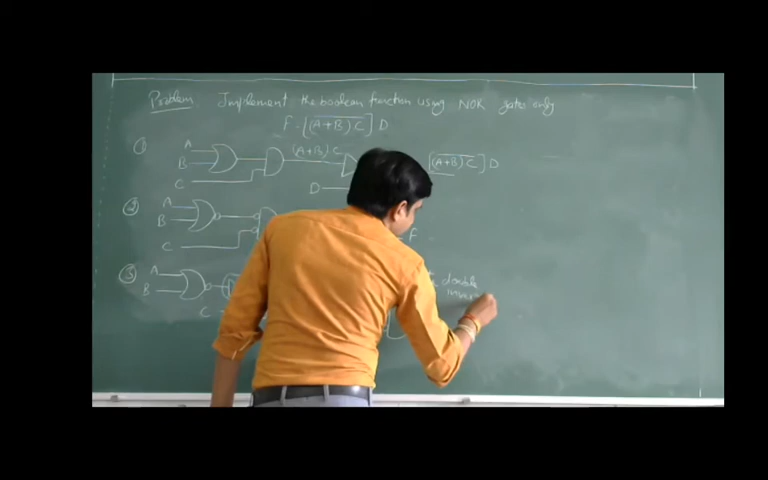 Problem. Implement the boolean function using NOR gates only
F = [(A+B) C] D
①
A
B
C
(A+B) C
D
[(A+B) C] D
②
A
B
C
F
③
A
B
C
double